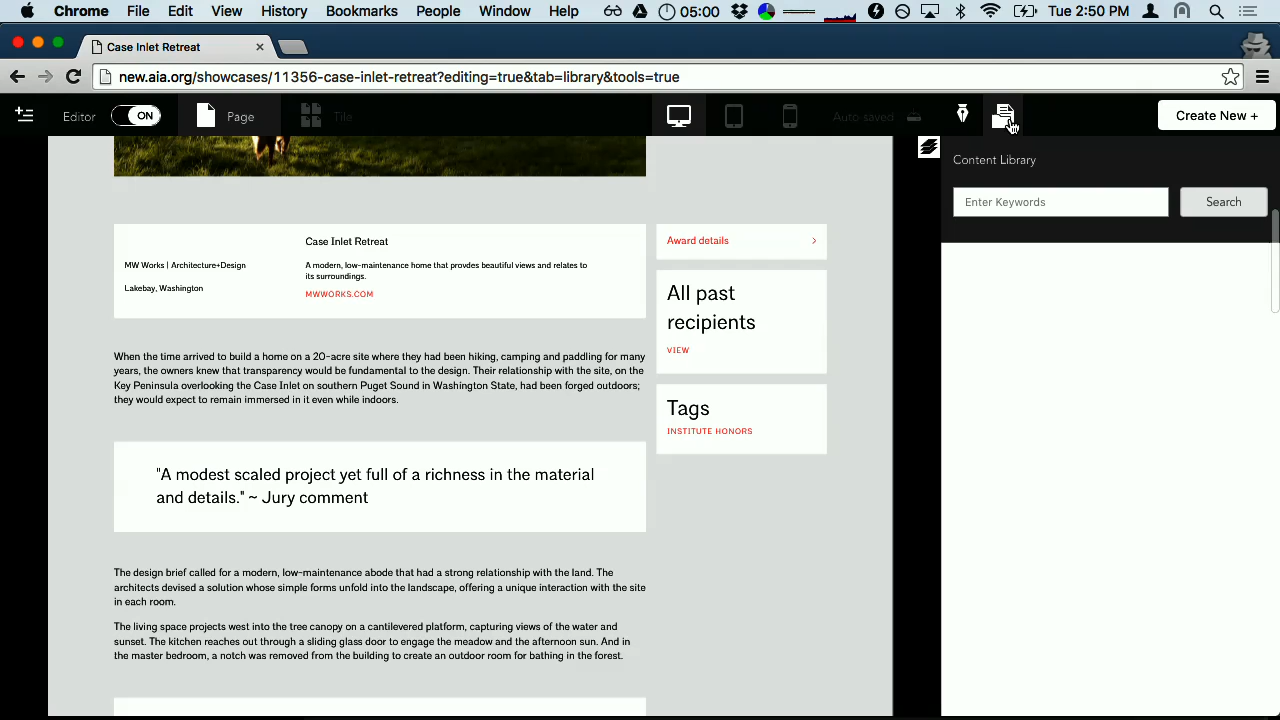 Chrome File Edit View History Bookmarks People Window Help 05:00 Tue 2:50 PM
Case Inlet Retreat
new.aia.org/showcases/11356-case-inlet-retreat?editing=true&tab=library&tools=true
Editor ON Page Tile Auto saved Create New +
Content Library
Enter Keywords Search
Case Inlet Retreat
MW Works | Architecture+Design
Lakebay, Washington
A modern, low-maintenance home that provdes beautiful views and relates to
its surroundings.
MWWORKS.COM
Award details
All past
recipients
VIEW
Tags
INSTITUTE HONORS
When the time arrived to build a home on a 20-acre site where they had been hiking, camping and paddling for many
years, the owners knew that transparency would be fundamental to the design. Their relationship with the site, on the
Key Peninsula overlooking the Case Inlet on southern Puget Sound in Washington State, had been forged outdoors;
they would expect to remain immersed in it even while indoors.
"A modest scaled project yet full of a richness in the material
and details." ~ Jury comment
The design brief called for a modern, low-maintenance abode that had a strong relationship with the land. The
architects devised a solution whose simple forms unfold into the landscape, offering a unique interaction with the site
in each room.
The living space projects west into the tree canopy on a cantilevered platform, capturing views of the water and
sunset. The kitchen reaches out through a sliding glass door to engage the meadow and the afternoon sun. And in
the master bedroom, a notch was removed from the building to create an outdoor room for bathing in the forest.